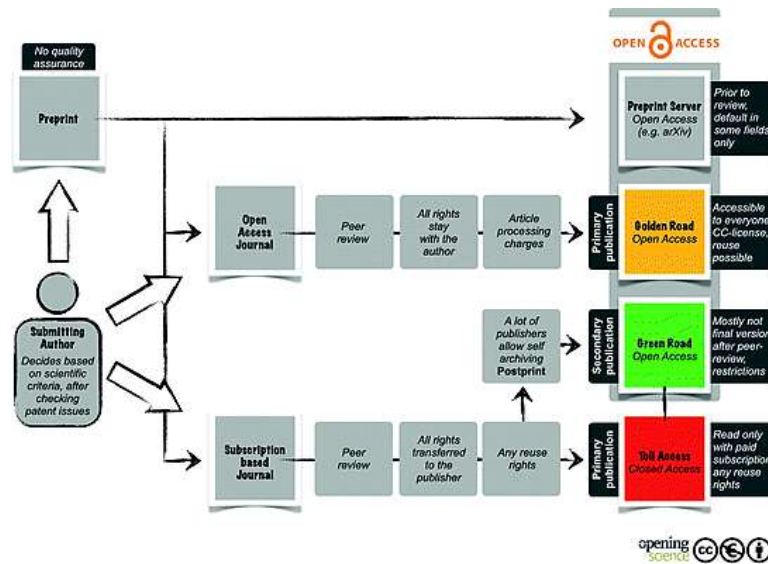 OPEN ACCESS
No quality
assurance
Preprint
Preprint Server
Open Access
(e.g. arXiv)
Prior to
review,
default in
some fields
only
Open
Access
Journal
Peer
review
All rights
stay
with the
author
Article
processing
charges
Primary
publication
Golden Road
Open Access
Accessible
to everyone
CC-license,
reuse
possible
Submitting
Author
Decides based
on scientific
criteria, after
checking
patent issues
A lot of
publishers
allow self
archiving
Postprint
Secondary
publication
Green Road
Open Access
Mostly not
final version
after peer-
review,
restrictions
Subscription
based
Journal
Peer
review
All rights
transferred
to the
publisher
Any reuse
rights
Primary
publication
Toll Access
Closed Access
Read only
with paid
subscription
any reuse
rights
opening
science
cc